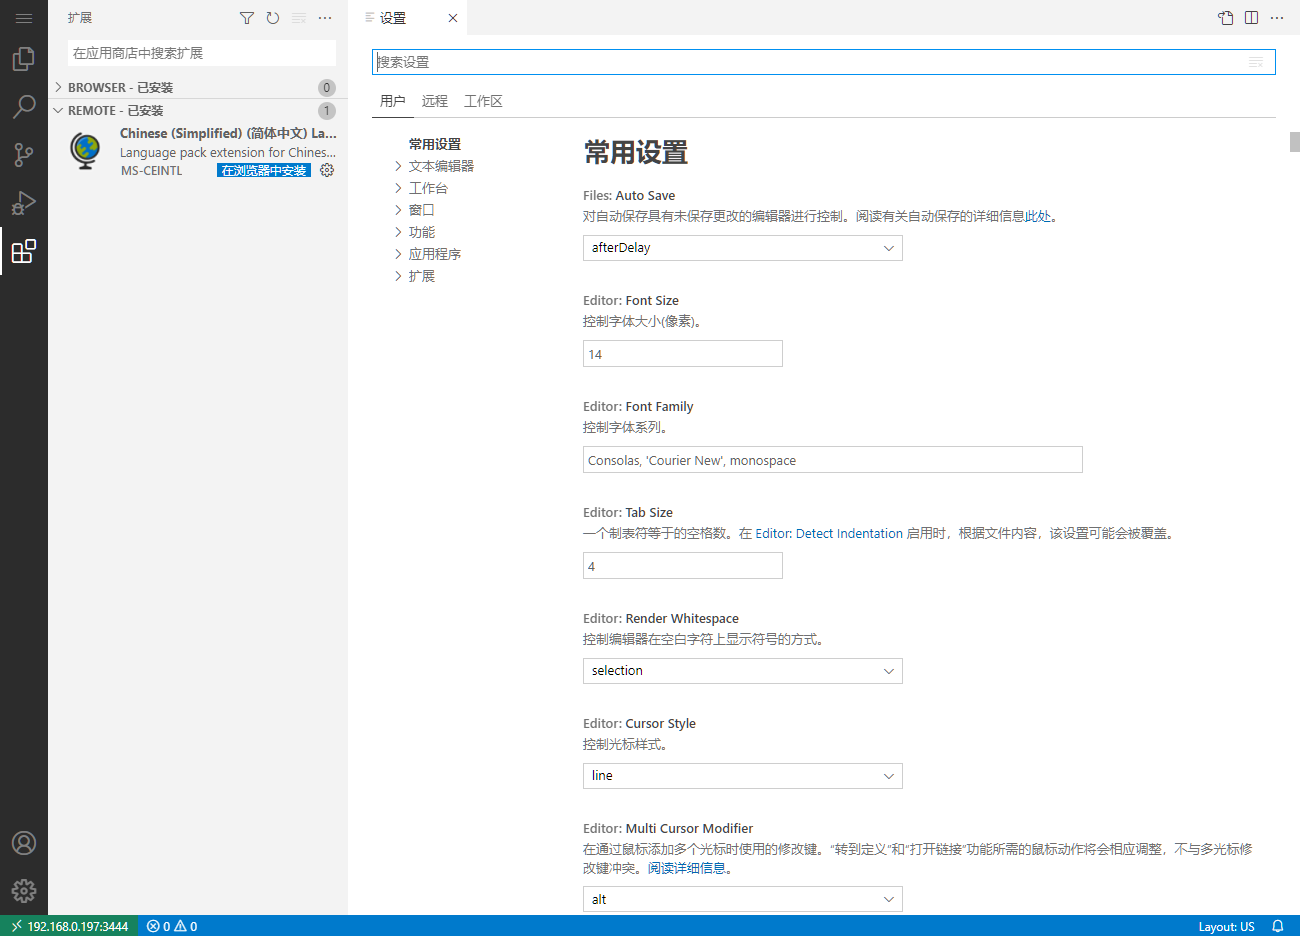 扩展
在应用商店中搜索扩展
BROWSER - 已安装
0
REMOTE - 已安装
1
Chinese (Simplified) (简体中文) La...
Language pack extension for Chines...
MS-CEINTL
在浏览器中安装
设置
搜索设置
用户
远程
工作区
常用设置
文本编辑器
工作台
窗口
功能
应用程序
扩展
常用设置
Files: Auto Save
对自动保存具有未保存更改的编辑器进行控制。阅读有关自动保存的详细信息此处。
afterDelay
Editor: Font Size
控制字体大小(像素)。
14
Editor: Font Family
控制字体系列。
Consolas, 'Courier New', monospace
Editor: Tab Size
一个制表符等于的空格数。在 Editor: Detect Indentation 启用时，根据文件内容，该设置可能会被覆盖。
4
Editor: Render Whitespace
控制编辑器在空白字符上显示符号的方式。
selection
Editor: Cursor Style
控制光标样式。
line
Editor: Multi Cursor Modifier
在通过鼠标添加多个光标时使用的修改键。“转到定义”和“打开链接”功能所需的鼠标动作将会相应调整，不与多光标修
改键冲突。阅读详细信息。
alt
192.168.0.197:3444
0
0
Layout: US